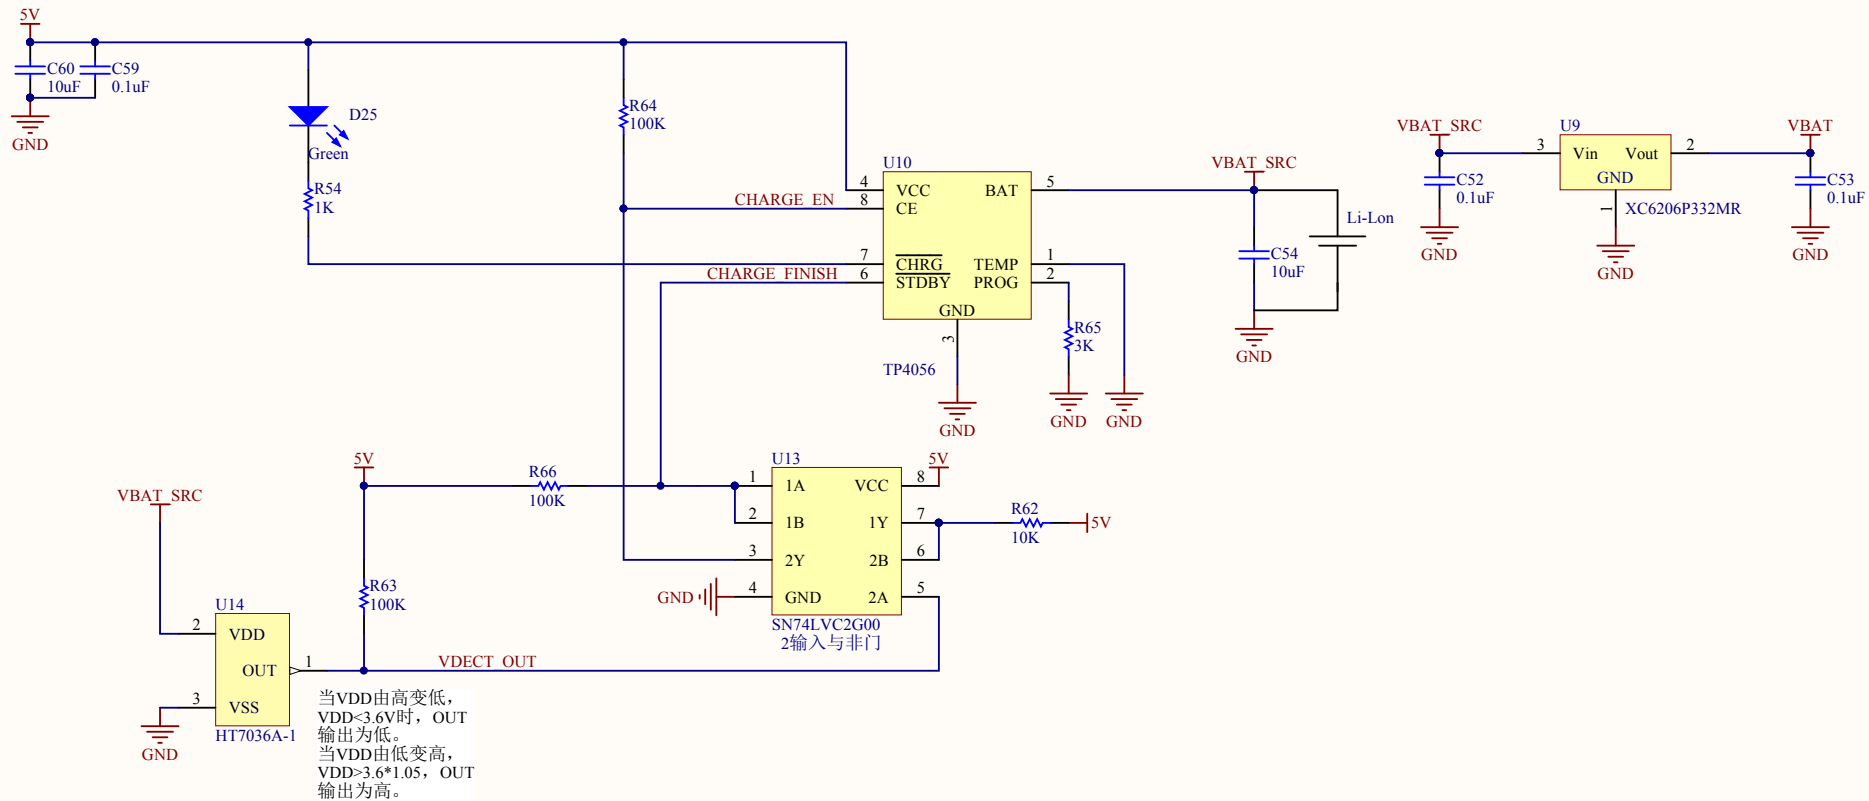 5V
C60
10uF
C59
0.1uF
GND
D25
Green
R54
1K
R64
100K
CHARGE_EN
CHARGE_FINISH
U10
4
VCC
8
CE
7
CHRG
6
STDBY
BAT
5
TEMP
1
PROG
2
GND
3
TP4056
GND
R65
3K
GND
GND
VBAT_SRC
C54
10uF
Li-Lon
GND
VBAT_SRC
C52
0.1uF
GND
U9
3
Vin
Vout
2
GND
1
XC6206P332MR
GND
VBAT
C53
0.1uF
GND
VBAT_SRC
U14
2
VDD
OUT
1
3
VSS
HT7036A-1
GND
5V
R66
100K
R63
100K
VDECT_OUT
当VDD由高变低，
VDD<3.6V时，OUT
输出为低。
当VDD由低变高，
VDD>3.6*1.05，OUT
输出为高。
U13
1
1A
2
1B
3
2Y
4
GND
GND
VCC
8
5V
1Y
7
2B
6
2A
5
SN74LVC2G00
2输入与非门
R62
10K
5V